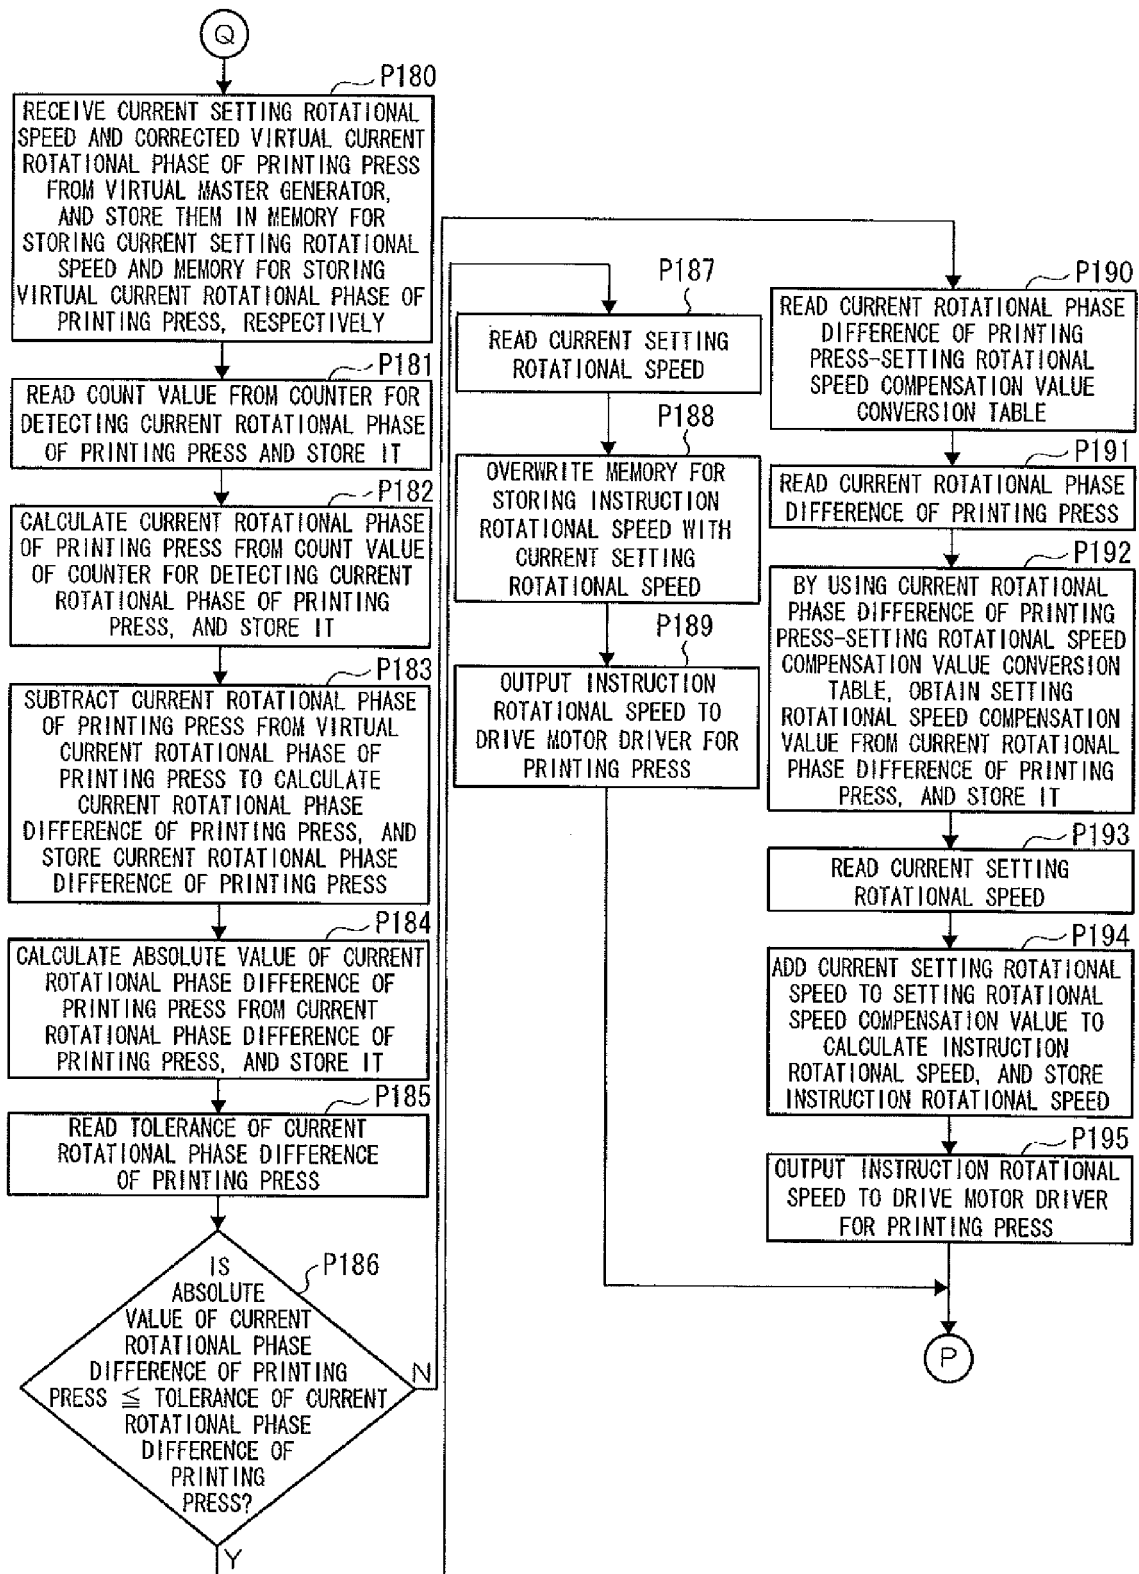 Q
P180
RECEIVE CURRENT SETTING ROTATIONAL
SPEED AND CORRECTED VIRTUAL CURRENT
ROTATIONAL PHASE OF PRINTING PRESS
FROM VIRTUAL MASTER GENERATOR,
AND STORE THEM IN MEMORY FOR
STORING CURRENT SETTING ROTATIONAL
SPEED AND MEMORY FOR STORING
VIRTUAL CURRENT ROTATIONAL PHASE OF
PRINTING PRESS, RESPECTIVELY
P181
READ COUNT VALUE FROM COUNTER FOR
DETECTING CURRENT ROTATIONAL PHASE
OF PRINTING PRESS AND STORE IT
P182
CALCULATE CURRENT ROTATIONAL PHASE
OF PRINTING PRESS FROM COUNT VALUE
OF COUNTER FOR DETECTING CURRENT
ROTATIONAL PHASE OF PRINTING
PRESS, AND STORE IT
P183
SUBTRACT CURRENT ROTATIONAL PHASE
OF PRINTING PRESS FROM VIRTUAL
CURRENT ROTATIONAL PHASE OF
PRINTING PRESS TO CALCULATE
CURRENT ROTATIONAL PHASE
DIFFERENCE OF PRINTING PRESS, AND
STORE CURRENT ROTATIONAL PHASE
DIFFERENCE OF PRINTING PRESS
P184
CALCULATE ABSOLUTE VALUE OF CURRENT
ROTATIONAL PHASE DIFFERENCE OF
PRINTING PRESS FROM CURRENT
ROTATIONAL PHASE DIFFERENCE OF
PRINTING PRESS, AND STORE IT
P185
READ TOLERANCE OF CURRENT
ROTATIONAL PHASE DIFFERENCE
OF PRINTING PRESS
P186
IS
ABSOLUTE
VALUE OF CURRENT
ROTATIONAL PHASE
DIFFERENCE OF PRINTING
PRESS ≦ TOLERANCE OF CURRENT
ROTATIONAL PHASE
DIFFERENCE OF
PRINTING
PRESS?
N
Y
P187
READ CURRENT SETTING
ROTATIONAL SPEED
P188
OVERWRITE MEMORY FOR
STORING INSTRUCTION
ROTATIONAL SPEED WITH
CURRENT SETTING
ROTATIONAL SPEED
P189
OUTPUT INSTRUCTION
ROTATIONAL SPEED TO
DRIVE MOTOR DRIVER FOR
PRINTING PRESS
P190
READ CURRENT ROTATIONAL PHASE
DIFFERENCE OF PRINTING
PRESS-SETTING ROTATIONAL
SPEED COMPENSATION VALUE
CONVERSION TABLE
P191
READ CURRENT ROTATIONAL PHASE
DIFFERENCE OF PRINTING PRESS
P192
BY USING CURRENT ROTATIONAL
PHASE DIFFERENCE OF PRINTING
PRESS-SETTING ROTATIONAL SPEED
COMPENSATION VALUE CONVERSION
TABLE, OBTAIN SETTING
ROTATIONAL SPEED COMPENSATION
VALUE FROM CURRENT ROTATIONAL
PHASE DIFFERENCE OF PRINTING
PRESS, AND STORE IT
P193
READ CURRENT SETTING
ROTATIONAL SPEED
P194
ADD CURRENT SETTING ROTATIONAL
SPEED TO SETTING ROTATIONAL
SPEED COMPENSATION VALUE TO
CALCULATE INSTRUCTION
ROTATIONAL SPEED, AND STORE
INSTRUCTION ROTATIONAL SPEED
P195
OUTPUT INSTRUCTION ROTATIONAL
SPEED TO DRIVE MOTOR DRIVER
FOR PRINTING PRESS
P